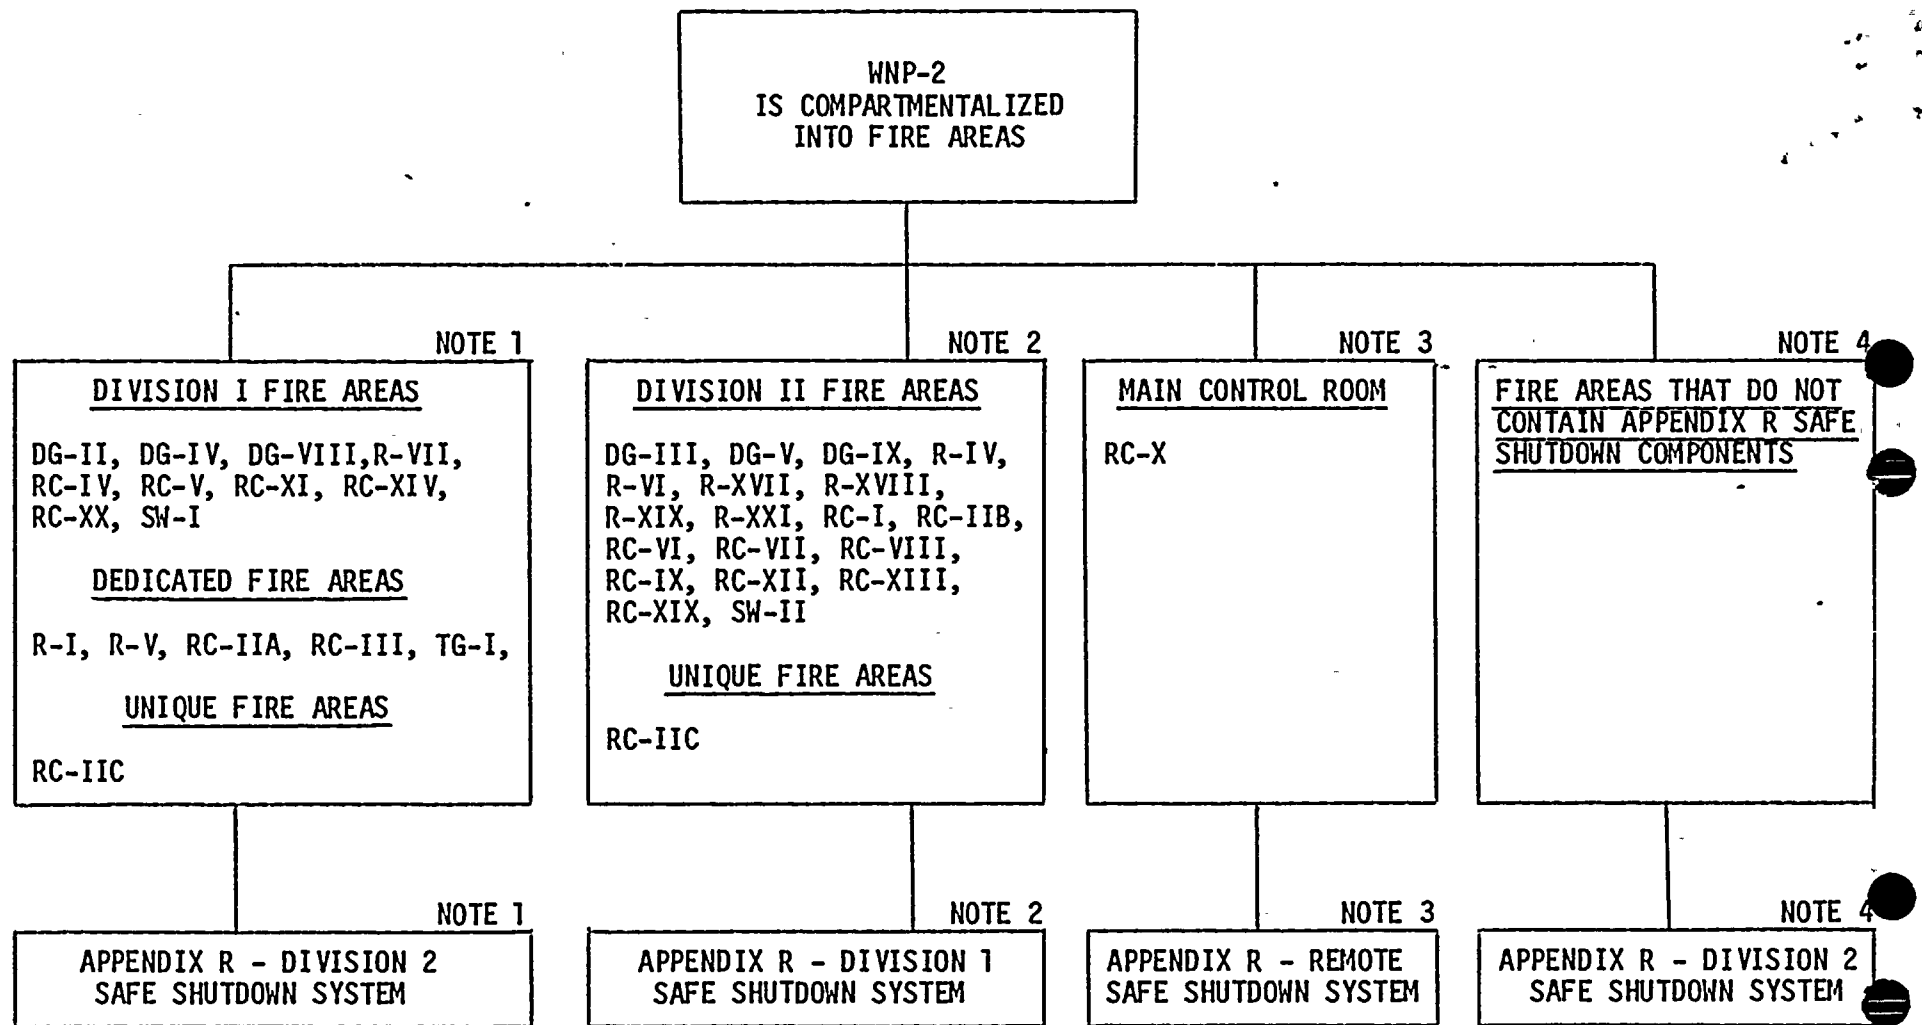 WNP-2
IS COMPARTMENTALIZED
INTO FIRE AREAS
NOTE 1
DIVISION I FIRE AREAS
DG-II, DG-IV, DG-VIII,R-VII,
RC-IV, RC-V, RC-XI, RC-XIV,
RC-XX, SW-I
DEDICATED FIRE AREAS
R-I, R-V, RC-IIA, RC-III, TG-I,
UNIQUE FIRE AREAS
RC-IIC
NOTE 2
DIVISION II FIRE AREAS
DG-III, DG-V, DG-IX, R-IV,
R-VI, R-XVII, R-XVIII,
R-XIX, R-XXI, RC-I, RC-IIB,
RC-VI, RC-VII, RC-VIII,
RC-IX, RC-XII, RC-XIII,
RC-XIX, SW-II
UNIQUE FIRE AREAS
RC-IIC
NOTE 3
MAIN CONTROL ROOM
RC-X
NOTE 4
FIRE AREAS THAT DO NOT
CONTAIN APPENDIX R SAFE
SHUTDOWN COMPONENTS
NOTE 1
APPENDIX R - DIVISION 2
SAFE SHUTDOWN SYSTEM
NOTE 2
APPENDIX R - DIVISION 1
SAFE SHUTDOWN SYSTEM
NOTE 3
APPENDIX R - REMOTE
SAFE SHUTDOWN SYSTEM
NOTE 4
APPENDIX R - DIVISION 2
SAFE SHUTDOWN SYSTEM